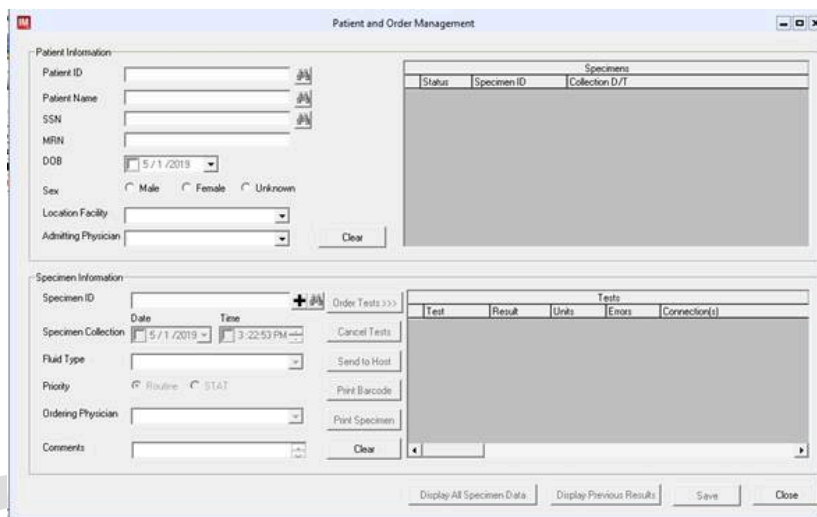 IM Patient and Order Management
Patient Information
Patient ID
Patient Name
SSN
MRN
DOB 5/1/2019
Sex Male Female Unknown
Location Facility
Admitting Physician Clear
Specimens
Status Specimen ID Collection D/T
Specimen Information
Specimen ID Order Tests >>>
Date Time
Specimen Collection 5/1/2019 3:22:53 PM Cancel Tests
Fluid Type Send to Host
Priority Routine STAT Print Barcode
Ordering Physician Print Specimen
Comments Clear
Tests
Test Result Units Errors Connection(s)
Display All Specimen Data Display Previous Results Save Close